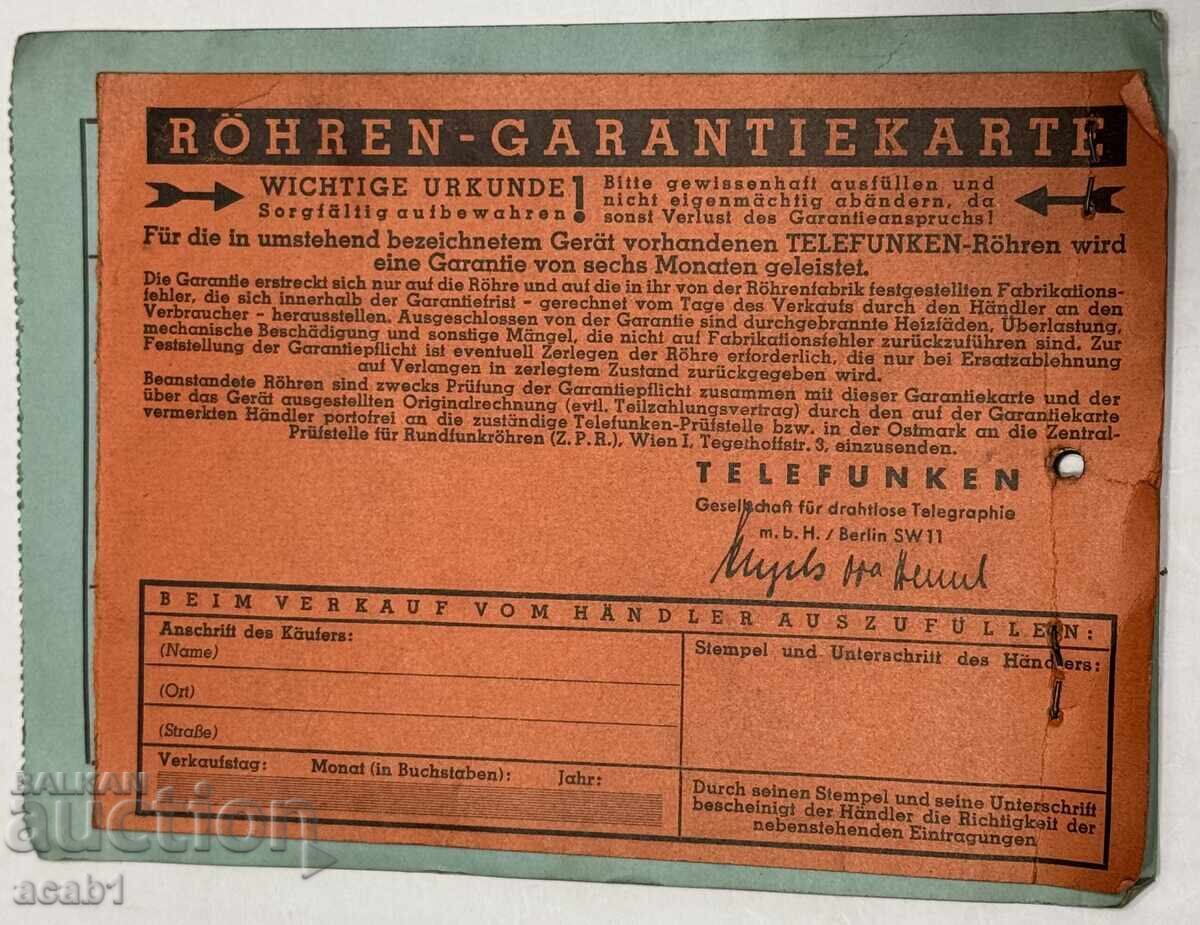 RÖHREN-GARANTIEKARTE
WICHTIGE URKUNDE!
Sorgfältig aufbewahren
Bitte gewissenhaft ausfüllen und
nicht eigenmächtig abändern, da
sonst Verlust des Garantieanspruchs!
Für die in umstehend bezeichnetem Gerät vorhandenen TELEFUNKEN-Röhren wird
eine Garantie von sechs Monaten geleistet.
Die Garantie erstreckt sich nur auf die Röhre und auf die in ihr von der Röhrenfabrik festgestellten Fabrikations-
fehler, die sich innerhalb der Garantiefrist - gerechnet vom Tage des Verkaufs durch den Händler an den
Verbraucher - herausstellen. Ausgeschlossen von der Garantie sind durchgebrannte Heizfäden, Überlastung,
mechanische Beschädigung und sonstige Mängel, die nicht auf Fabrikationsfehler zurückzuführen sind. Zur
Feststellung der Garantiepflicht ist eventuell Zerlegen der Röhre erforderlich, die nur bei Ersatzablehnung
auf Verlangen in zerlegtem Zustand zurückgegeben wird.
Beanstandete Röhren sind zwecks Prüfung der Garantiepflicht zusammen mit dieser Garantiekarte und der
über das Gerät ausgestellten Originalrechnung (evtl. Teilzahlungsvertrag) durch den auf der Garantiekarte
vermerkten Händler portofrei an die zuständige Telefunken-Prüfstelle bzw. in der Ostmark an die Zentral-
Prüfstelle für Rundfunkröhren (Z.P.R.), Wien I, Tegethoffstr. 3, einzusenden.
TELEFUNKEN
Gesellschaft für drahtlose Telegraphie
m.b.H. / Berlin SW 11
BEIM VERKAUF VOM HÄNDLER AUSZUFÜLLEN:
Anschrift des Käufers:
(Name)
(Ort)
(Straße)
Verkaufstag: Monat (in Buchstaben): Jahr:
Stempel und Unterschrift des Händlers:
Durch seinen Stempel und seine Unterschrift
bescheinigt der Händler die Richtigkeit der
nebenstehenden Eintragungen
BALKAN
auction
acab1